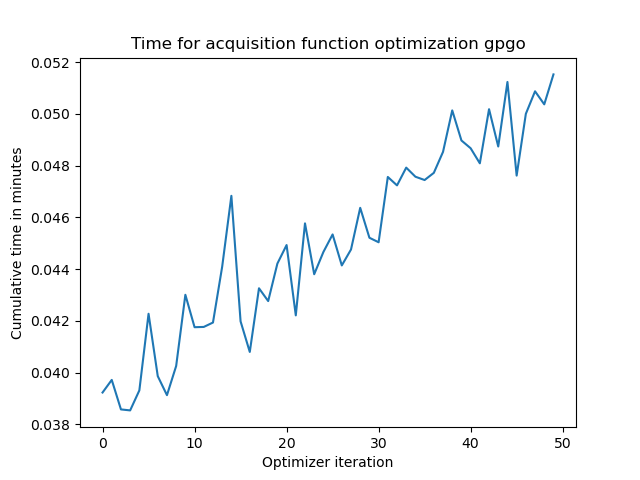 Time for acquisition function optimization gpgo
Cumulative time in minutes
0.052
0.050
0.048
0.046
0.044
0.042
0.040
0.038
0 10 20 30 40 50
Optimizer iteration